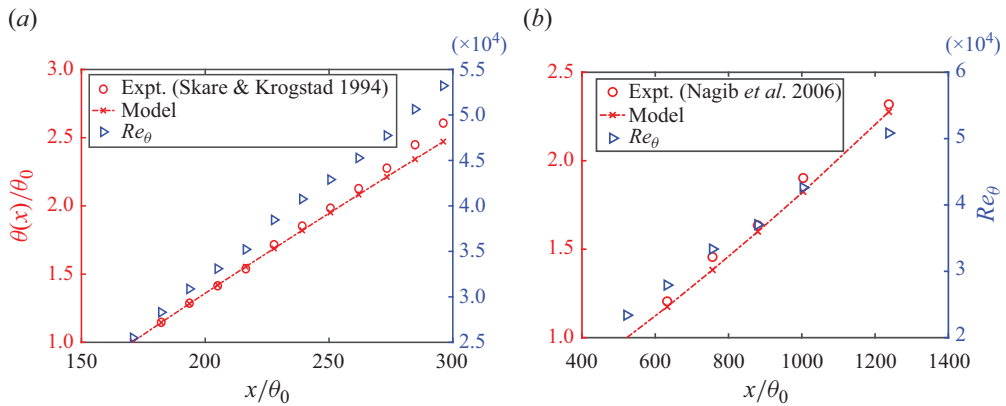 (a)
(×10⁴)
3.0
2.5
2.0
1.5
1.0
θ(x)/θ₀
Expt. (Skare & Krogstad 1994)
Model
Re_θ
5.5
5.0
4.5
4.0
3.5
3.0
2.5
150 200 250 300
x/θ₀
(b)
(×10⁴)
2.5
2.0
1.5
1.0
Expt. (Nagib et al. 2006)
Model
Re_θ
6
5
4
3
2
Re_θ
400 600 800 1000 1200 1400
x/θ₀